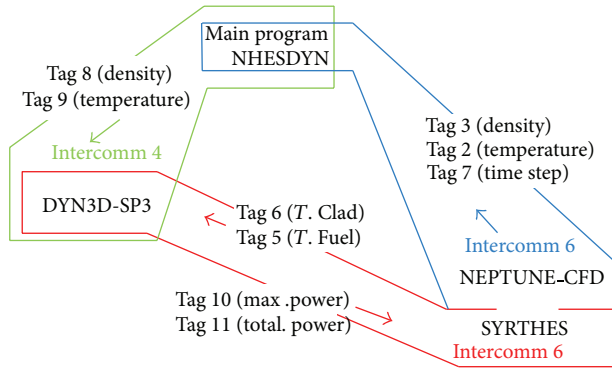 Main program
NHESDYN
Tag 8 (density)
Tag 9 (temperature)
Intercomm 4
Tag 3 (density)
Tag 2 (temperature)
Tag 7 (time step)
DYN3D-SP3
Tag 6 (T. Clad)
Tag 5 (T. Fuel)
Intercomm 6
NEPTUNE-CFD
Tag 10 (max .power)
Tag 11 (total. power)
SYRTHES
Intercomm 6